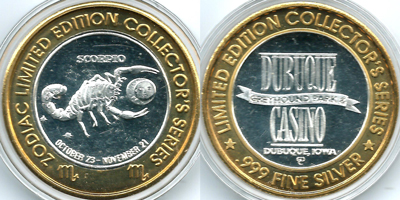 ZODIAC LIMITED EDITION COLLECTOR'S SERIES
SCORPIO
OCTOBER 23 - NOVEMBER 21
♏ ♏
LIMITED EDITION COLLECTOR'S SERIES
DUBUQUE
GREYHOUND PARK &
CASINO
DUBUQUE, IOWA
.999 FINE SILVER